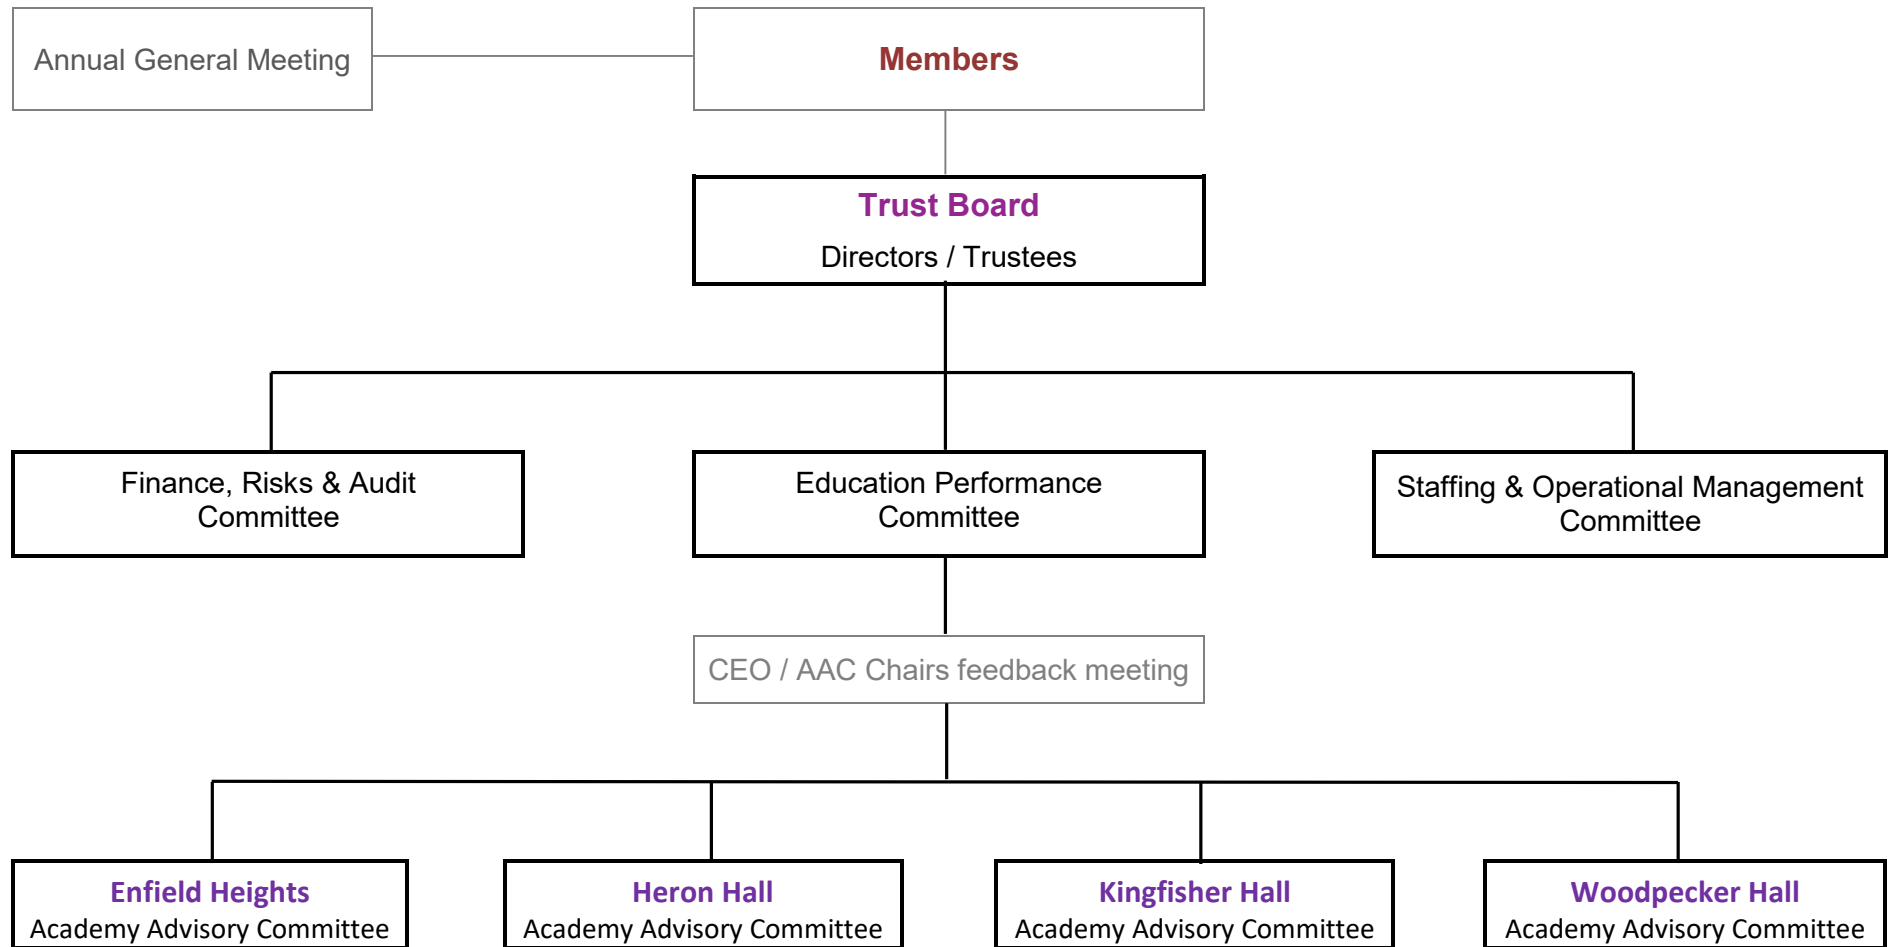 Annual General Meeting
Members
Trust Board
Directors / Trustees
Finance, Risks & Audit
Committee
Education Performance
Committee
Staffing & Operational Management
Committee
CEO / AAC Chairs feedback meeting
Enfield Heights
Academy Advisory Committee
Heron Hall
Academy Advisory Committee
Kingfisher Hall
Academy Advisory Committee
Woodpecker Hall
Academy Advisory Committee